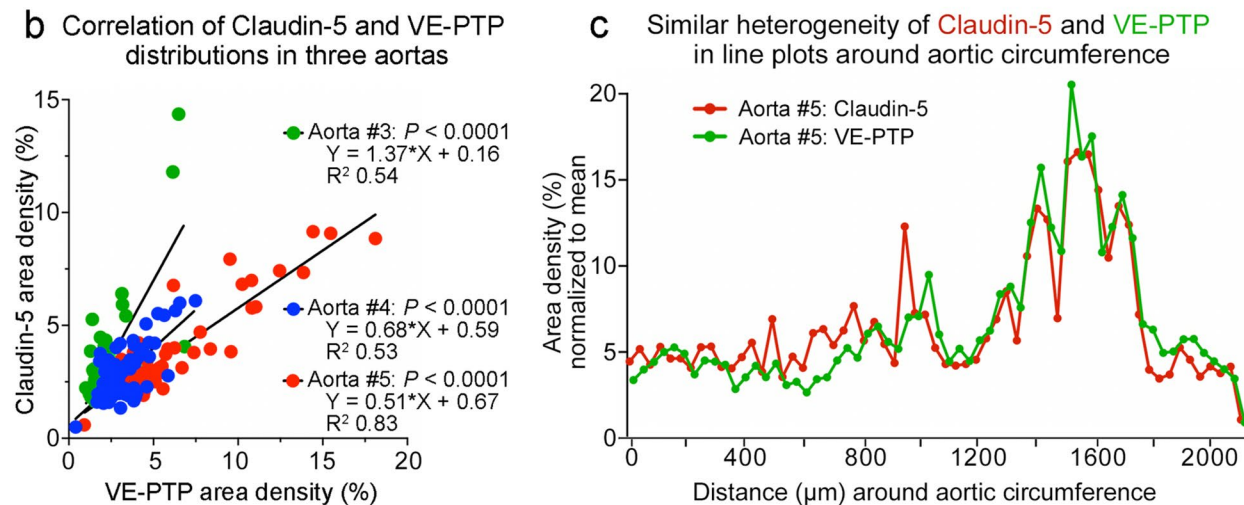 b
Correlation of Claudin-5 and VE-PTP
distributions in three aortas
Claudin-5 area density (%)
15
10
5
0
0
5
10
15
20
VE-PTP area density (%)
Aorta #3: P < 0.0001
Y = 1.37*X + 0.16
R² 0.54
Aorta #4: P < 0.0001
Y = 0.68*X + 0.59
R² 0.53
Aorta #5: P < 0.0001
Y = 0.51*X + 0.67
R² 0.83
c
Similar heterogeneity of Claudin-5 and VE-PTP
in line plots around aortic circumference
Area density (%)
normalized to mean
20
15
10
5
0
Aorta #5: Claudin-5
Aorta #5: VE-PTP
0
400
800
1200
1600
2000
Distance (µm) around aortic circumference